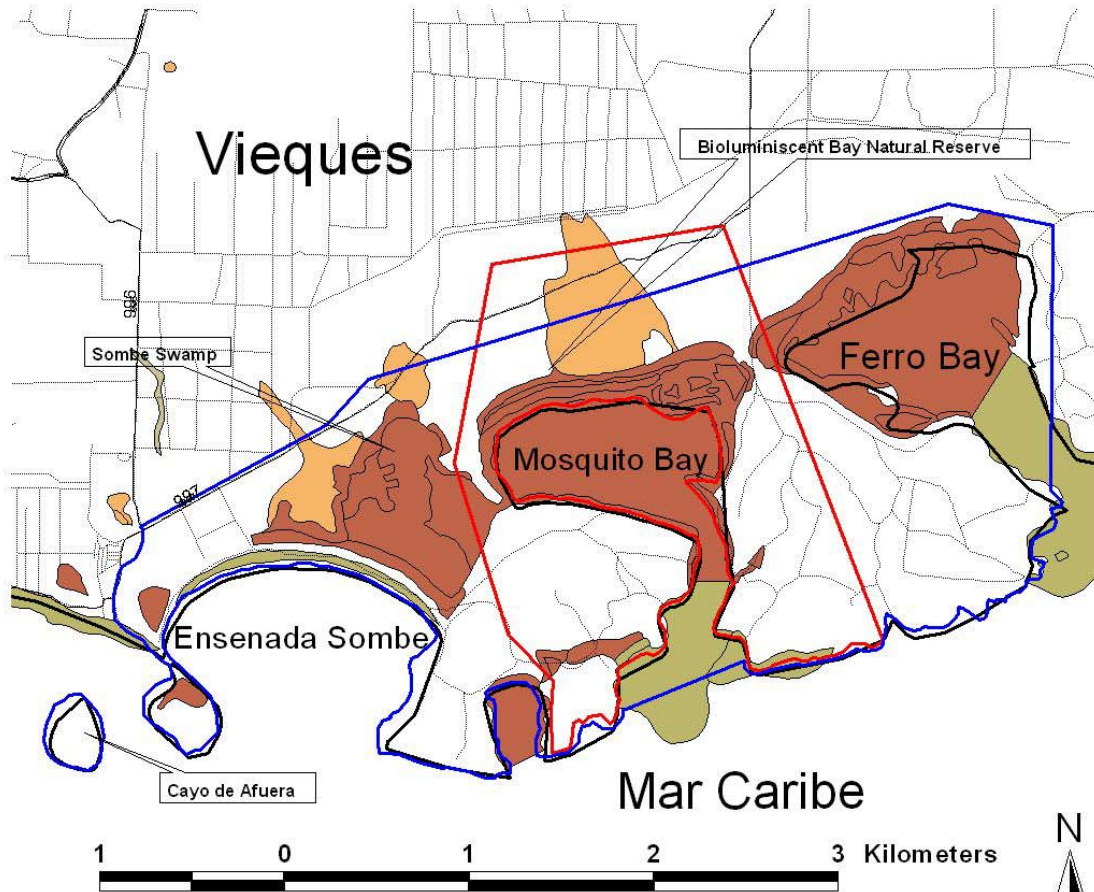 Vieques
Bioluminiscent Bay Natural Reserve
996
Sombe Swamp
Ferro Bay
Mosquito Bay
997
Ensenada Sombe
Cayo de Afuera
Mar Caribe
N
1 0 1 2 3 Kilometers